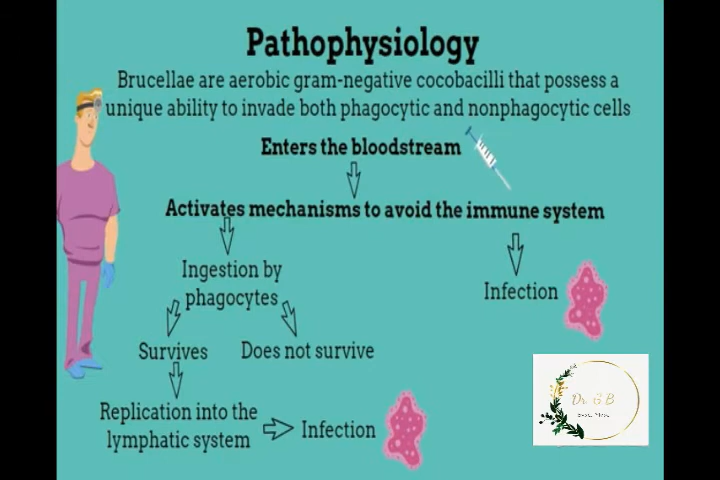 Pathophysiology
Brucellae are aerobic gram-negative cocobacilli that possess a
unique ability to invade both phagocytic and nonphagocytic cells
Enters the bloodstream
Activates mechanisms to avoid the immune system
Ingestion by
phagocytes
Infection
Survives
Does not survive
Replication into the
lymphatic system
Infection